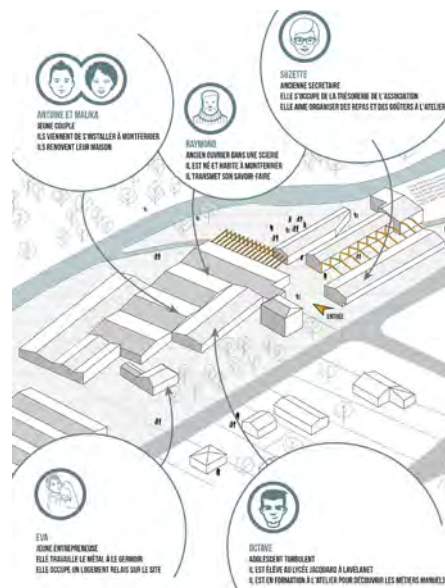 SUZETTE
ANCIENNE SECRETAIRE
ELLE S'OCCUPE DE LA TRÉSORERIE DE L'ASSOCIATION
ELLE AIME ORGANISER DES REPAS ET DES GOÛTERS À L'ATELIER
ANTOINE ET MALIKA
JEUNE COUPLE
ILS VIENNENT DE S'INSTALLER À MONTFERRIER
ILS RENOVENT LEUR MAISON
RAYMOND
ANCIEN OUVRIER DANS UNE SCIERIE
IL EST NÉ ET HABITE À MONTFERRIER
IL TRANSMET SON SAVOIR-FAIRE
ENTRÉE
EVA
JEUNE ENTREPRENEUSE
ELLE TRAVAILLE LE MÉTAL À LE GERMOIR
ELLE OCCUPE UN LOGEMENT RELAIS SUR LE SITE
OCTAVE
ADOLESCENT TURBULENT
IL EST ÉLÈVE AU LYCÉE JACQUARD À LAVELANET
IL EST EN FORMATION À L'ATELIER POUR DÉCOUVRIR LES MÉTIERS MANUELS